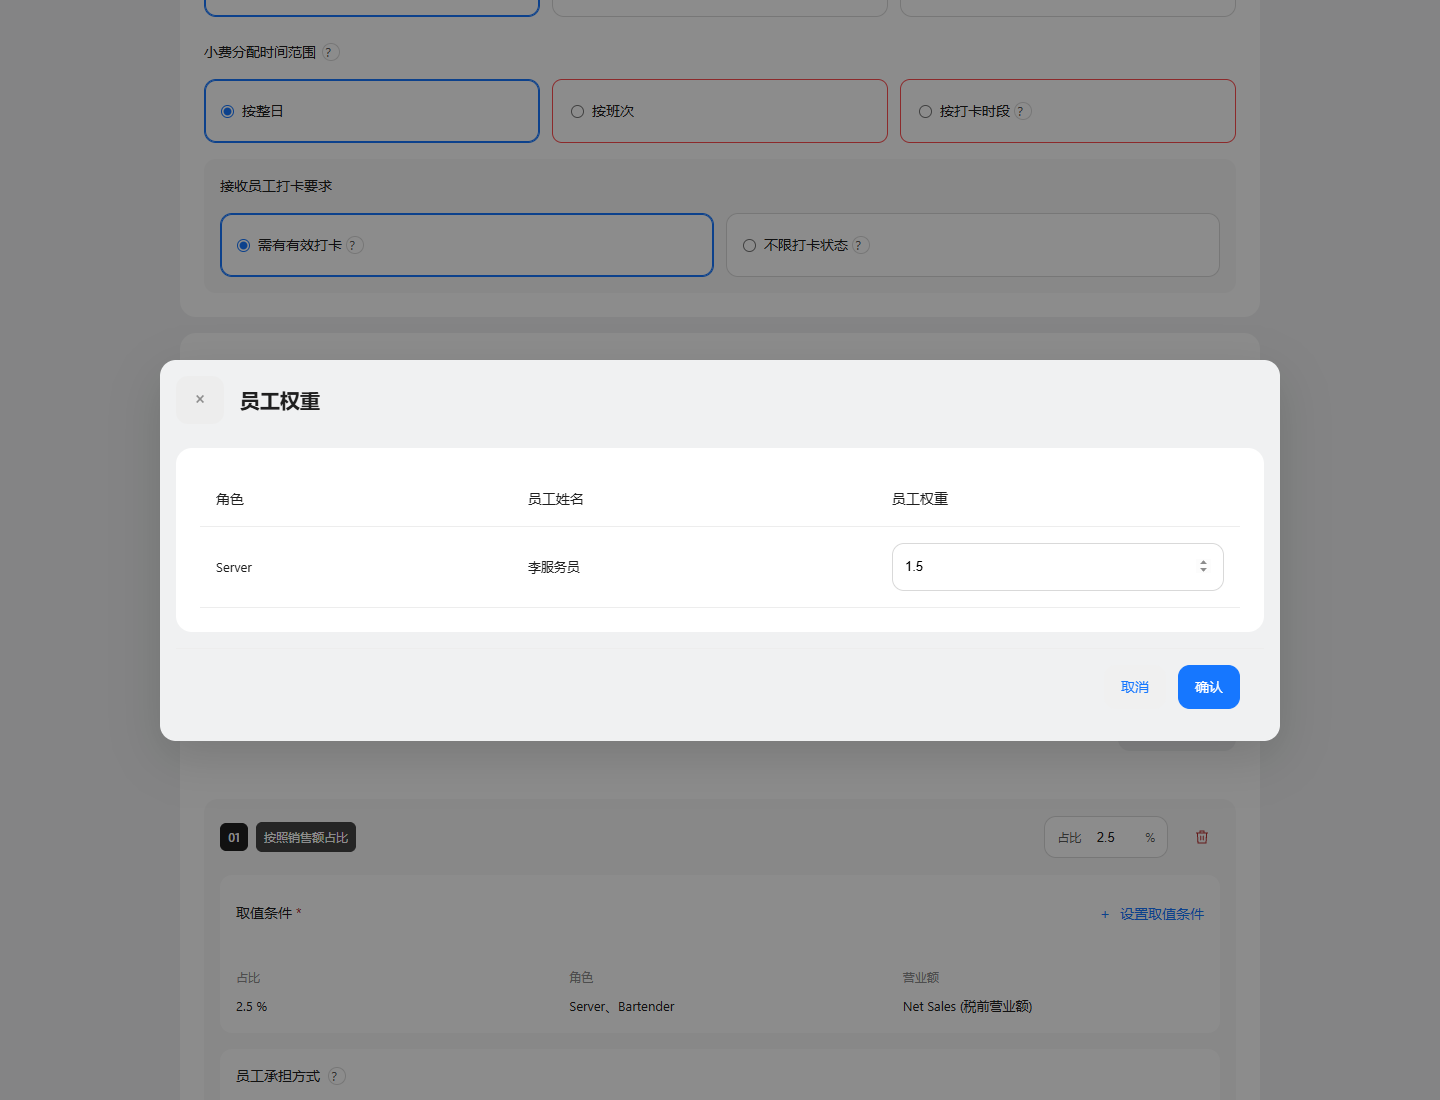 小费分配时间范围 ?
按整日
按班次
按打卡时段 ?
接收员工打卡要求
需有有效打卡 ?
不限打卡状态 ?
× 员工权重
角色 员工姓名 员工权重
Server 李服务员 1.5
取消 确认
01 按照销售额占比 占比 2.5 %
取值条件 * + 设置取值条件
占比 角色 营业额
2.5 % Server、Bartender Net Sales (税前营业额)
员工承担方式 ?